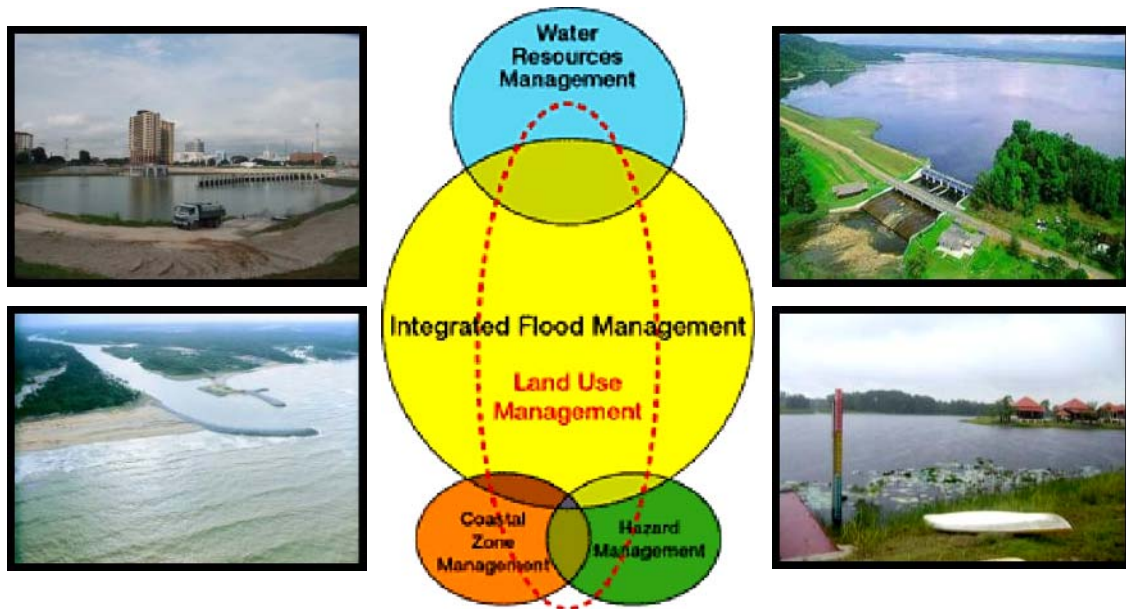 Water
Resources
Management
Integrated Flood Management
Land Use
Management
Coastal
Zone
Management
Hazard
Management